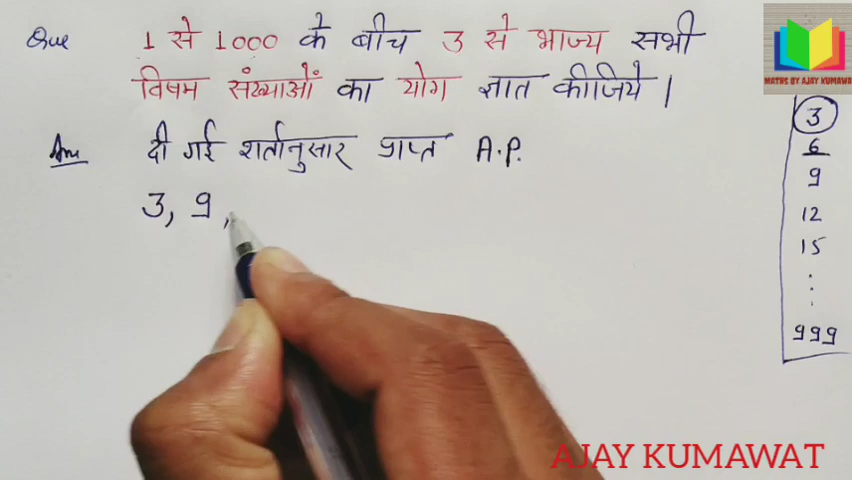 Que 1 से 1000 के बीच 3 से भाज्य सभी
विषम संख्याओं का योग ज्ञात कीजिये |
Ans दी गई शर्तानुसार प्राप्त A.P.
3, 9,
MATHS BY AJAY KUMAWA
3
6
9
12
15
⋮
999
AJAY KUMAWAT